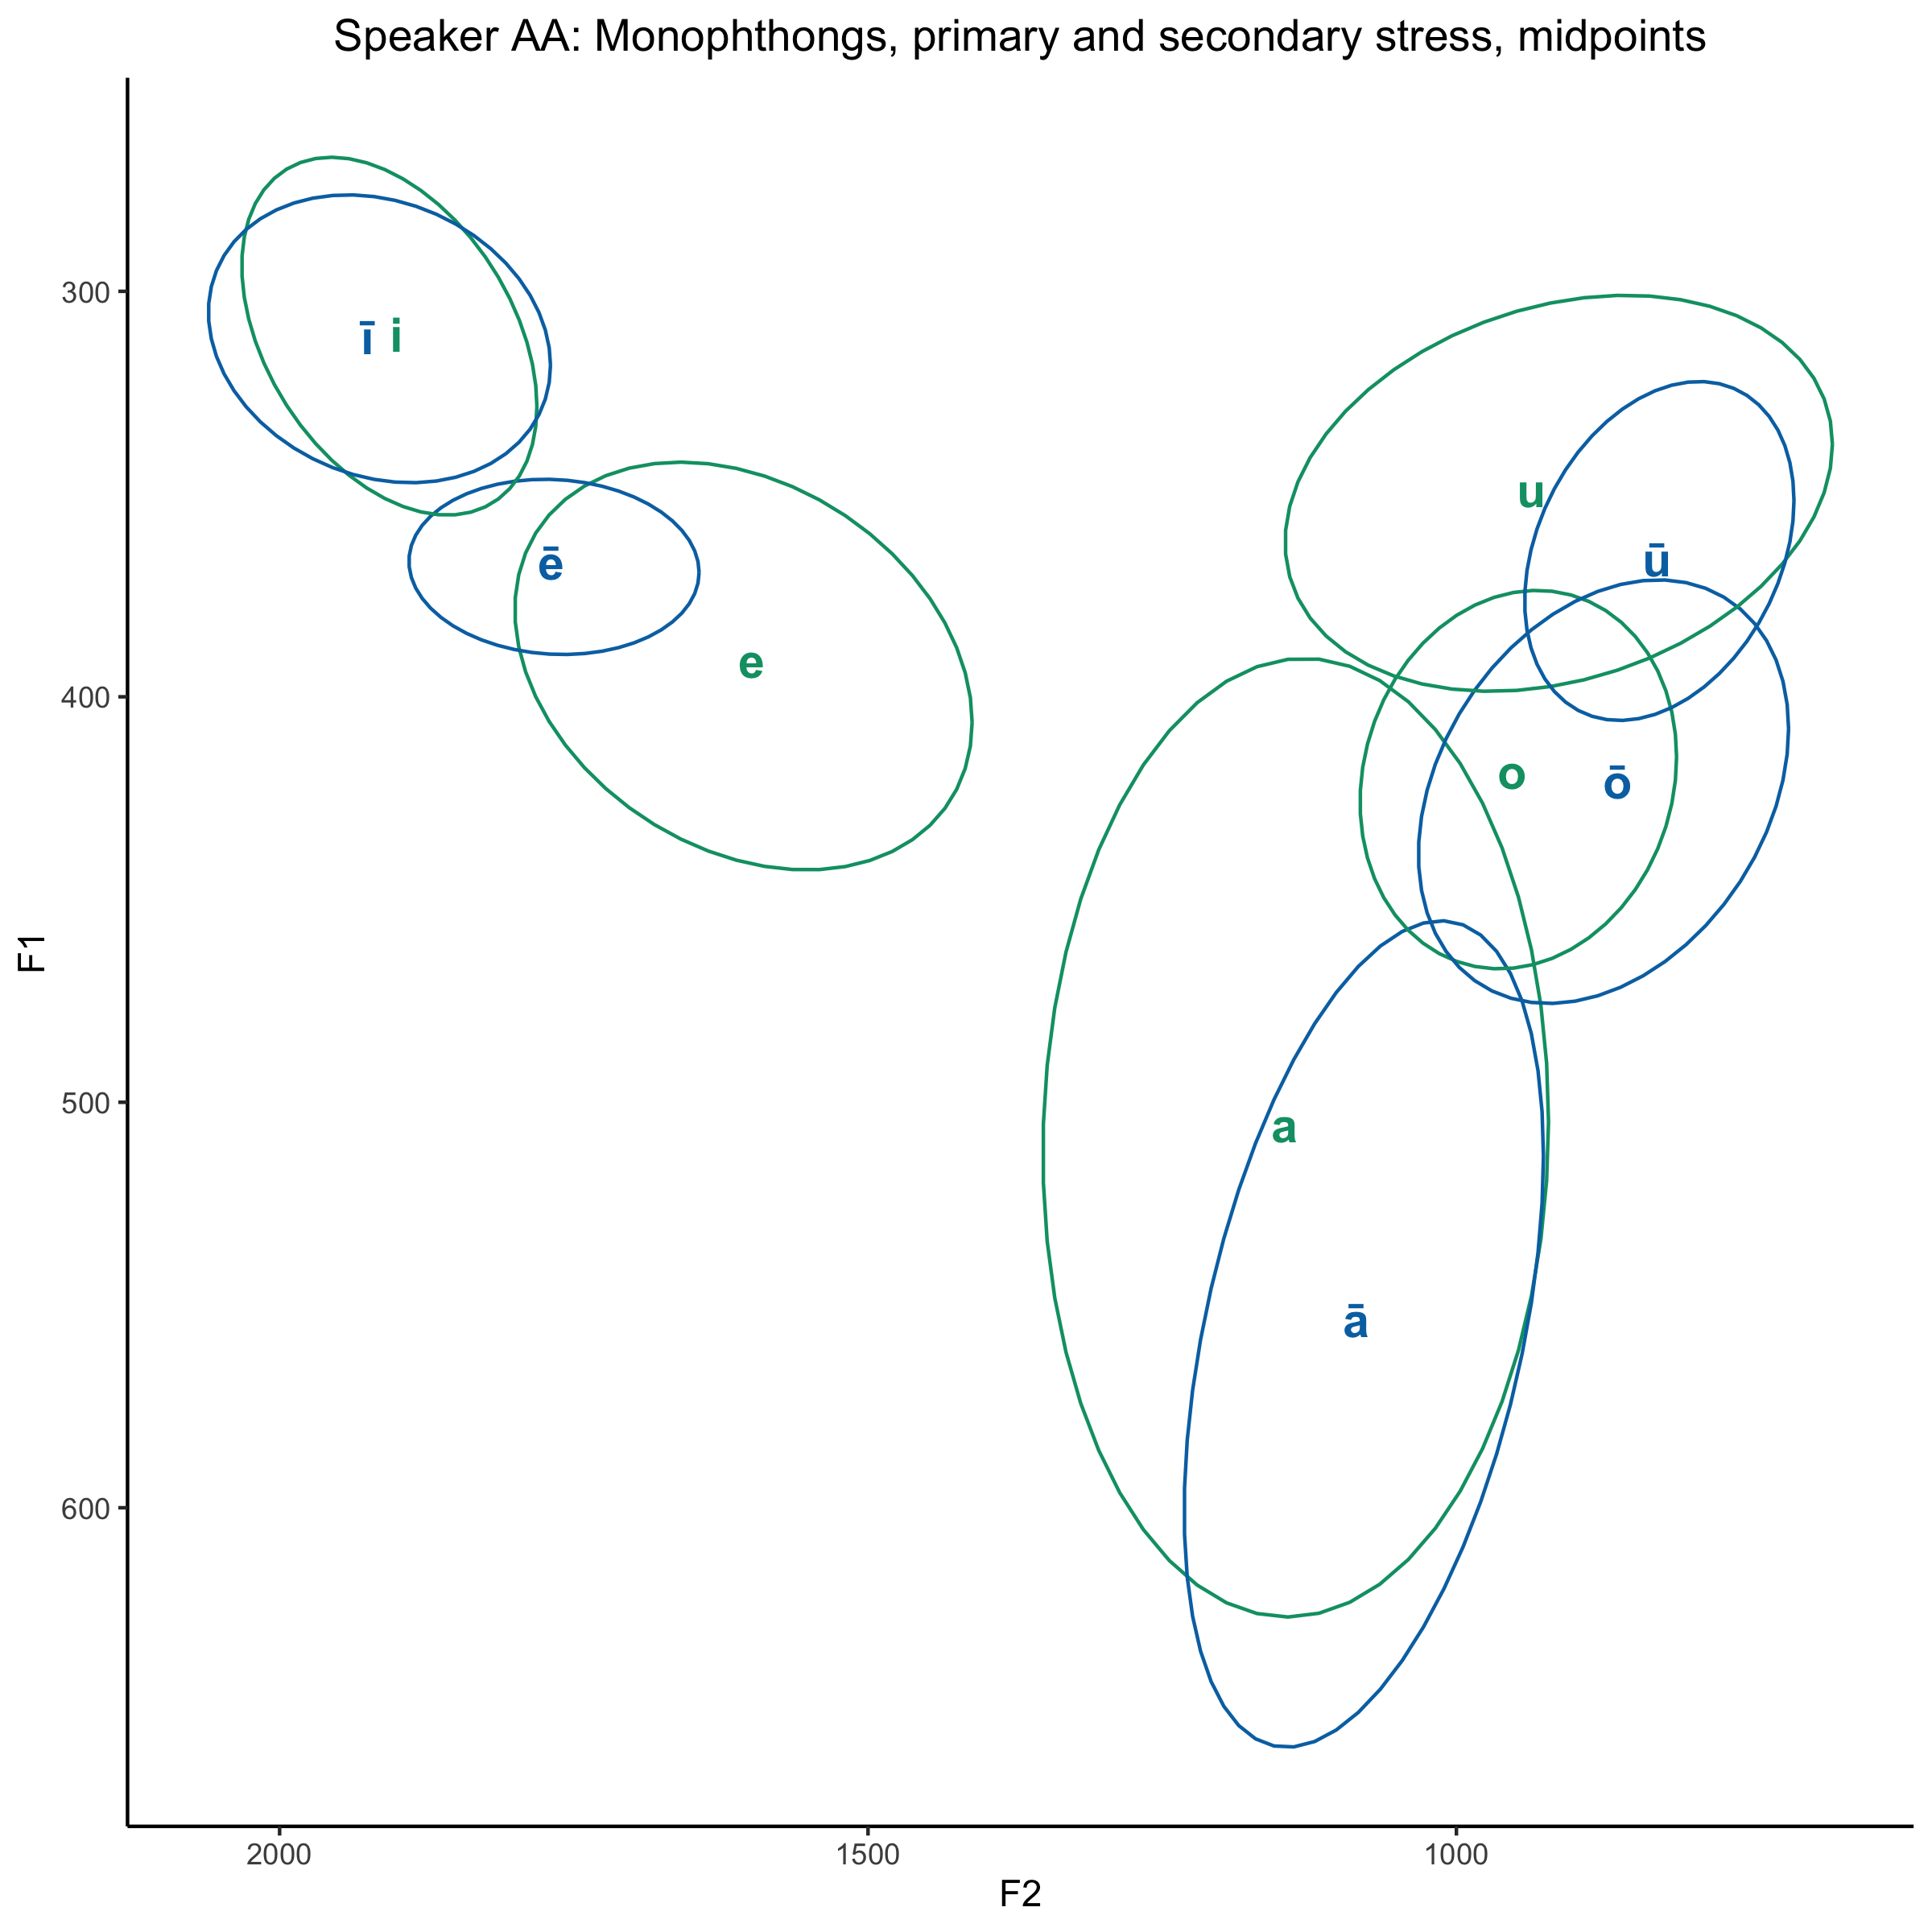 Speaker AA: Monophthongs, primary and secondary stress, midpoints
300
ī i
u
ū
ē
e
400
o
ō
F1
500
a
ā
600
2000 1500 1000
F2